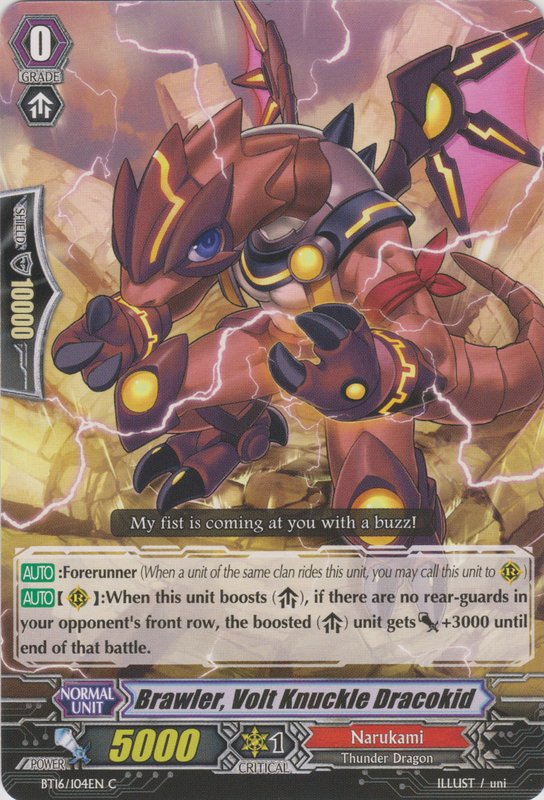 0
GRADE
SHIELD
10000
My fist is coming at you with a buzz!
AUTO :Forerunner (When a unit of the same clan rides this unit, you may call this unit to R)
AUTO【 R 】:When this unit boosts ( ), if there are no rear-guards in
your opponent's front row, the boosted ( ) unit gets +3000 until
end of that battle.
NORMAL
UNIT
Brawler, Volt Knuckle Dracokid
POWER
5000
1
CRITICAL
Narukami
Thunder Dragon
BT16/104EN C
ILLUST / uni